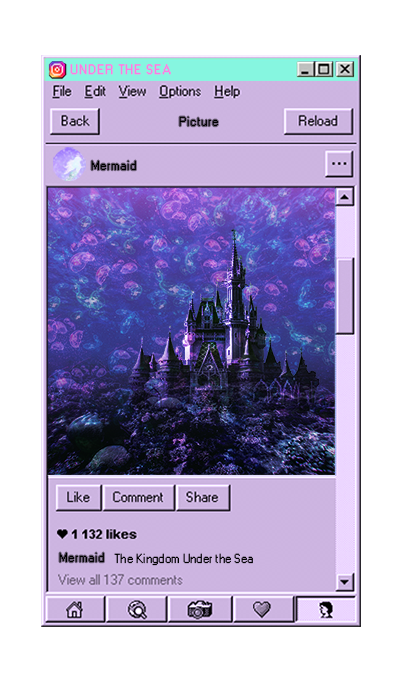 UNDER THE SEA
File Edit View Options Help
Back Picture Reload
Mermaid ...
Like Comment Share
1 132 likes
Mermaid The Kingdom Under the Sea
View all 137 comments